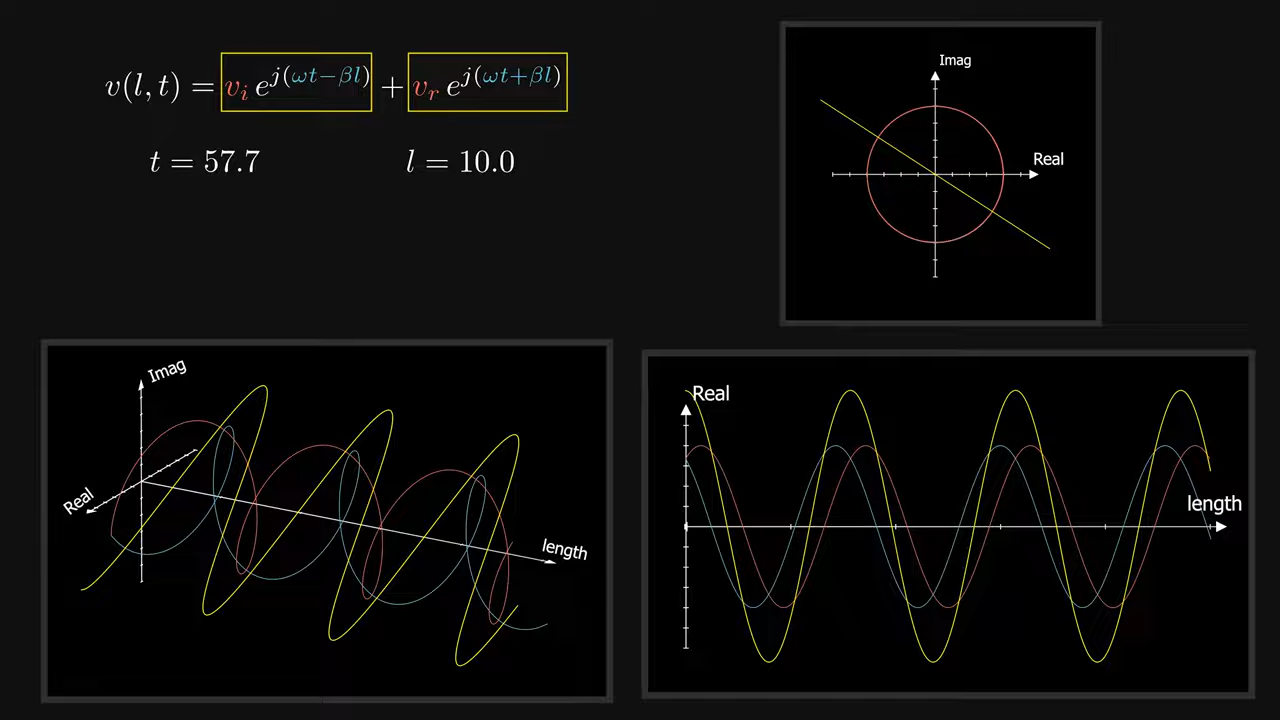 v(l, t) = v_i e^{j(ωt−βl)} + v_r e^{j(ωt+βl)}
t = 57.7 l = 10.0
Imag
Real
Imag
Real
length
Real
length